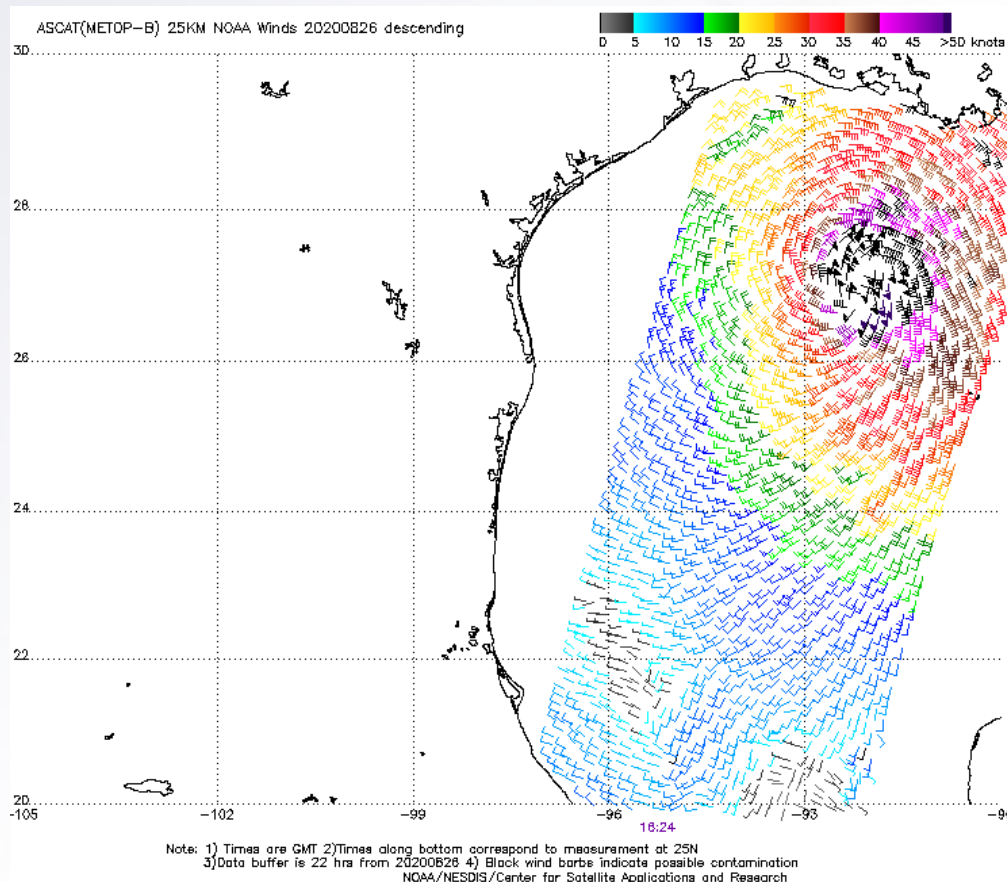 ASCAT(METOP-B) 25KM NOAA Winds 20200826 descending
0 5 10 15 20 25 30 35 40 45 >50 knots
30
28
26
24
22
20
-105 -102 -99 -96 -93 -9
16:24
Note: 1) Times are GMT 2)Times along bottom correspond to measurement at 25N
3)Data buffer is 22 hrs from 20200826 4) Black wind barbs indicate possible contamination
NOAA/NESDIS/Center for Satellite Applications and Research